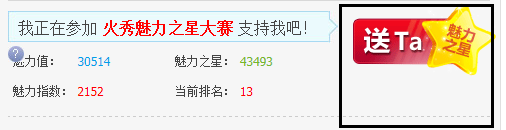 我正在参加 火秀魅力之星大赛 支持我吧!
送Ta
魅力
之星
?
魅力值: 30514 魅力之星: 43493
魅力指数: 2152 当前排名: 13